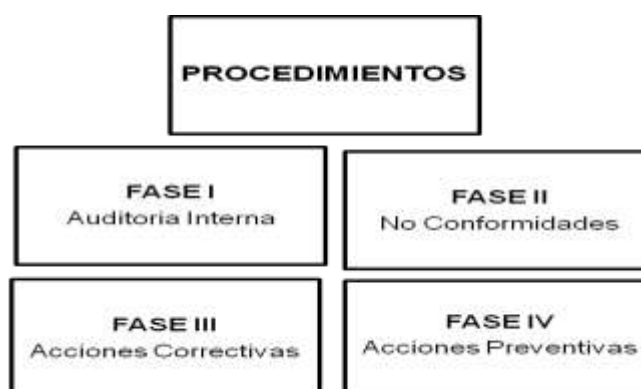 PROCEDIMIENTOS
FASE I
Auditoria Interna
FASE II
No Conformidades
FASE III
Acciones Correctivas
FASE IV
Acciones Preventivas